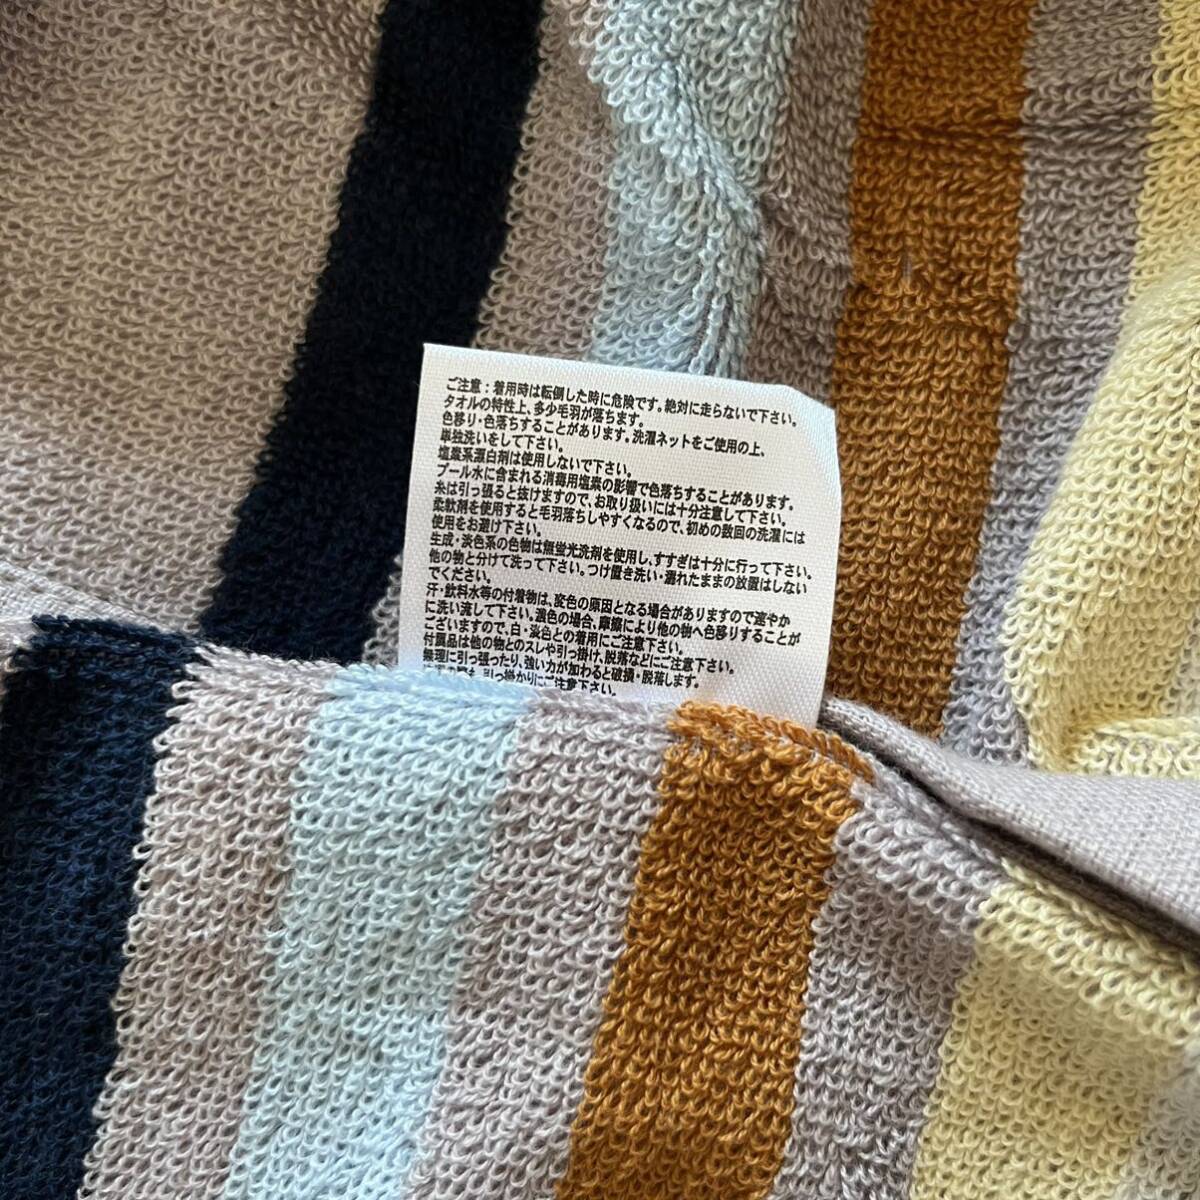 ご注意：着用時は転倒した時に危険です。絶対に走らないで下さい。
タオルの特性上、多少毛羽が落ちます。
色移り・色落ちすることがあります。洗濯ネットをご使用の上、
単独洗いをして下さい。
塩素系漂白剤は使用しないで下さい。
プール水に含まれる消毒用塩素の影響で色落ちすることがあります。
糸は引っ張ると抜けますので、お取り扱いには十分注意して下さい。
柔軟剤を使用すると毛羽落ちしやすくなるので、初めの数回の洗濯には
使用をお避け下さい。
生成・淡色系の色物は無蛍光洗剤を使用し、すすぎは十分に行って下さい。
他の物と分けて洗って下さい。つけ置き洗い・濡れたままの放置はしない
でください。
汗・飲料水等の付着物は、変色の原因となる場合がありますので速やか
に洗い流して下さい。濃色の場合、摩擦により他の物へ色移りすることが
ございますので、白・淡色との着用にご注意下さい。
付属品は他の物とのスレや引っ掛け、脱落などにご注意下さい。
無理に引っ張ったり、強い力が加わると破損・脱落します。
引っ掛かりにご注意下さい。